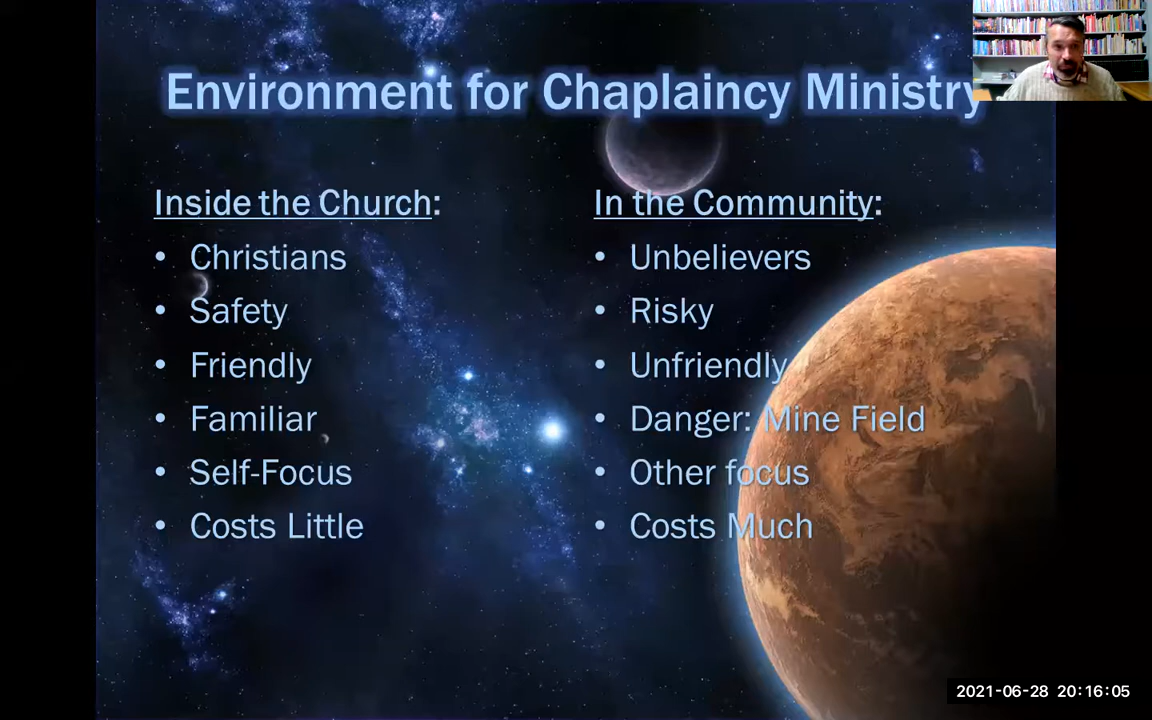 Environment for Chaplaincy Ministry
Inside the Church:
• Christians
• Safety
• Friendly
• Familiar
• Self-Focus
• Costs Little
In the Community:
• Unbelievers
• Risky
• Unfriendly
• Danger: Mine Field
• Other focus
• Costs Much
2021-06-28 20:16:05